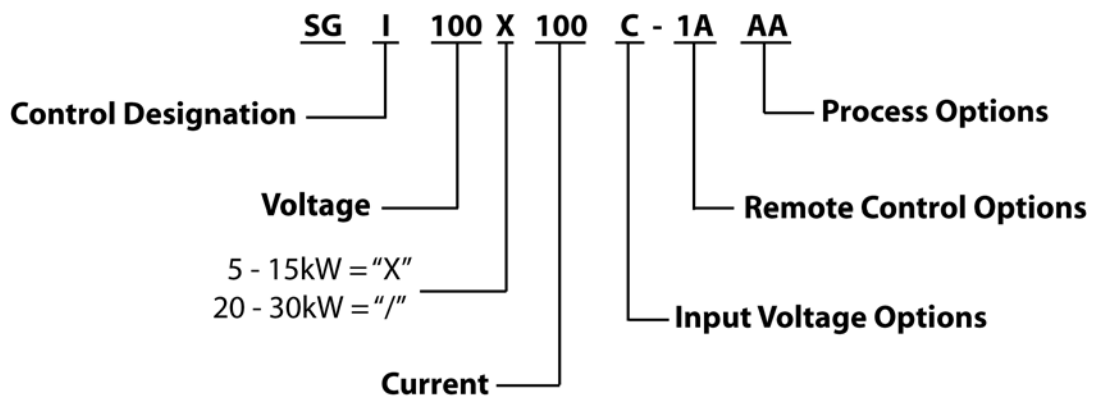 SG I 100 X 100 C - 1A AA
Control Designation
Process Options
Voltage
Remote Control Options
5 - 15kW = “X”
20 - 30kW = “/”
Input Voltage Options
Current